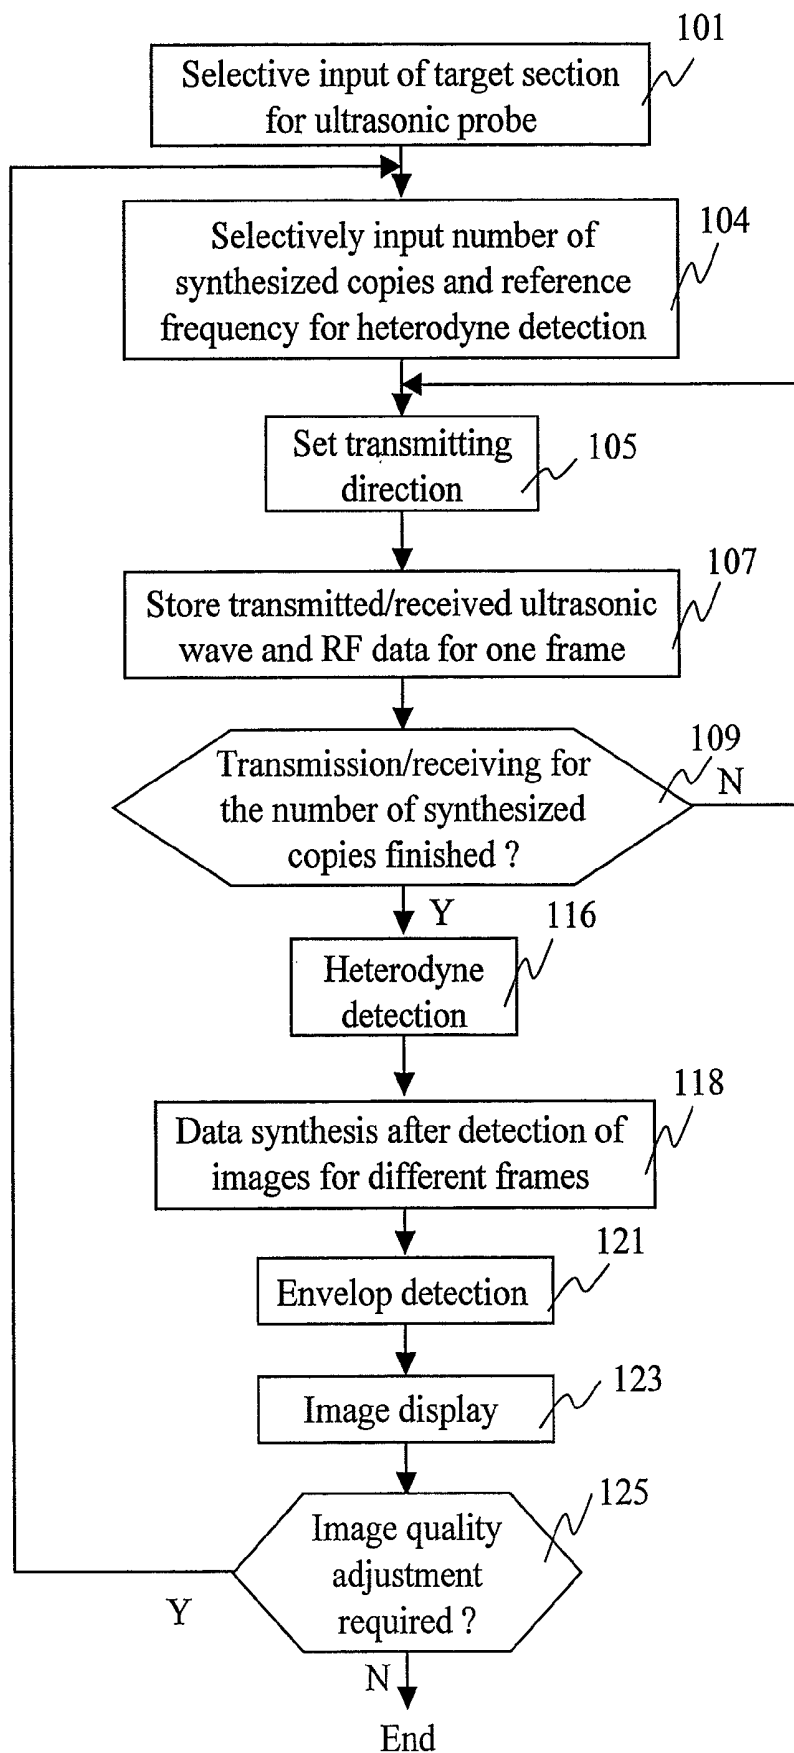 101
Selective input of target section
for ultrasonic probe
104
Selectively input number of
synthesized copies and reference
frequency for heterodyne detection
Set transmitting
direction
105
107
Store transmitted/received ultrasonic
wave and RF data for one frame
109
Transmission/receiving for
the number of synthesized
copies finished ?
N
Y
116
Heterodyne
detection
118
Data synthesis after detection of
images for different frames
121
Envelop detection
123
Image display
125
Image quality
adjustment
required ?
Y
N
End